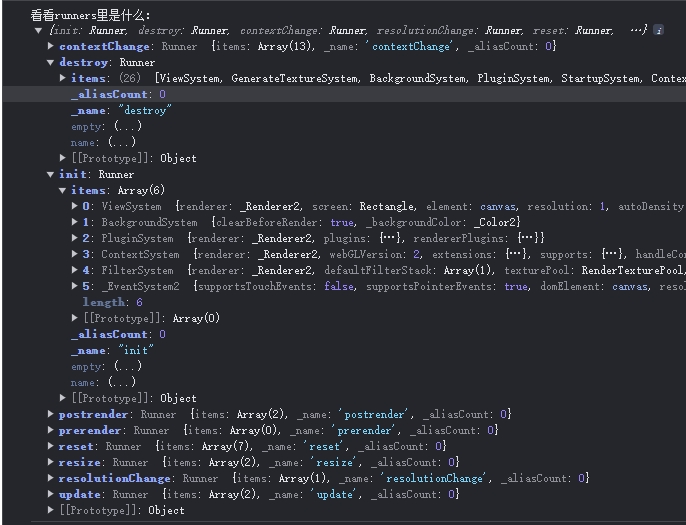 看看runners里是什么：
▼ {init: Runner, destroy: Runner, contextChange: Runner, resolutionChange: Runner, reset: Runner, …} i
▶ contextChange: Runner {items: Array(13), _name: 'contextChange', _aliasCount: 0}
▼ destroy: Runner
▶ items: (26) [ViewSystem, GenerateTextureSystem, BackgroundSystem, PluginSystem, StartupSystem, Contex
_aliasCount: 0
_name: "destroy"
empty: (...)
name: (...)
▶ [[Prototype]]: Object
▼ init: Runner
▼ items: Array(6)
▶ 0: ViewSystem {renderer: _Renderer2, screen: Rectangle, element: canvas, resolution: 1, autoDensity
▶ 1: BackgroundSystem {clearBeforeRender: true, _backgroundColor: _Color2}
▶ 2: PluginSystem {renderer: _Renderer2, plugins: {…}, rendererPlugins: {…}}
▶ 3: ContextSystem {renderer: _Renderer2, webGLVersion: 2, extensions: {…}, supports: {…}, handleCon
▶ 4: FilterSystem {renderer: _Renderer2, defaultFilterStack: Array(1), texturePool: RenderTexturePool,
▶ 5: _EventSystem2 {supportsTouchEvents: false, supportsPointerEvents: true, domElement: canvas, resol
length: 6
▶ [[Prototype]]: Array(0)
_aliasCount: 0
_name: "init"
empty: (...)
name: (...)
▶ [[Prototype]]: Object
▶ postrender: Runner {items: Array(2), _name: 'postrender', _aliasCount: 0}
▶ prerender: Runner {items: Array(0), _name: 'prerender', _aliasCount: 0}
▶ reset: Runner {items: Array(7), _name: 'reset', _aliasCount: 0}
▶ resize: Runner {items: Array(2), _name: 'resize', _aliasCount: 0}
▶ resolutionChange: Runner {items: Array(1), _name: 'resolutionChange', _aliasCount: 0}
▶ update: Runner {items: Array(2), _name: 'update', _aliasCount: 0}
▶ [[Prototype]]: Object